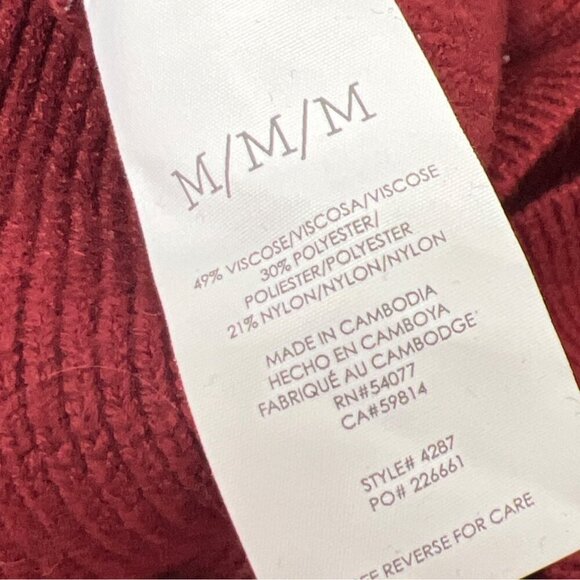 M/M/M
49% VISCOSE/VISCOSA/VISCOSE
30% POLYESTER/
POLIESTER/POLYESTER
21% NYLON/NYLON/NYLON
MADE IN CAMBODIA
HECHO EN CAMBOYA
FABRIQUÉ AU CAMBODGE
RN#54077
CA#59814
STYLE# 4287
PO# 226661
REVERSE FOR CARE